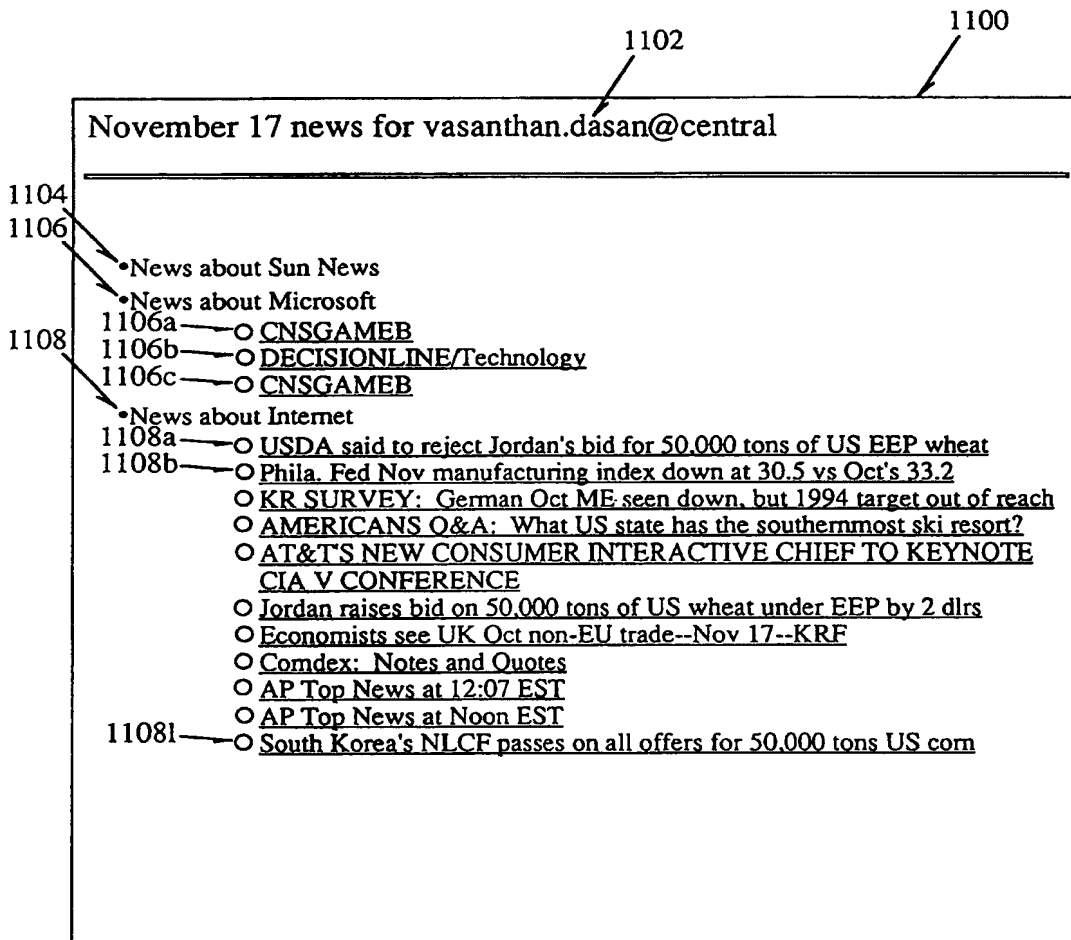 1102
1100
November 17 news for vasanthan.dasan@central
1104
1106
•News about Sun News
•News about Microsoft
1106a
CNSGAMEB
1108
1106b
DECISIONLINE/Technology
1106c
CNSGAMEB
•News about Internet
1108a
USDA said to reject Jordan's bid for 50,000 tons of US EEP wheat
1108b
Phila. Fed Nov manufacturing index down at 30.5 vs Oct's 33.2
KR SURVEY: German Oct ME seen down, but 1994 target out of reach
AMERICANS Q&A: What US state has the southernmost ski resort?
AT&T'S NEW CONSUMER INTERACTIVE CHIEF TO KEYNOTE
CIA V CONFERENCE
Jordan raises bid on 50,000 tons of US wheat under EEP by 2 dlrs
Economists see UK Oct non-EU trade--Nov 17--KRF
Comdex: Notes and Quotes
AP Top News at 12:07 EST
AP Top News at Noon EST
1108l
South Korea's NLCF passes on all offers for 50,000 tons US corn